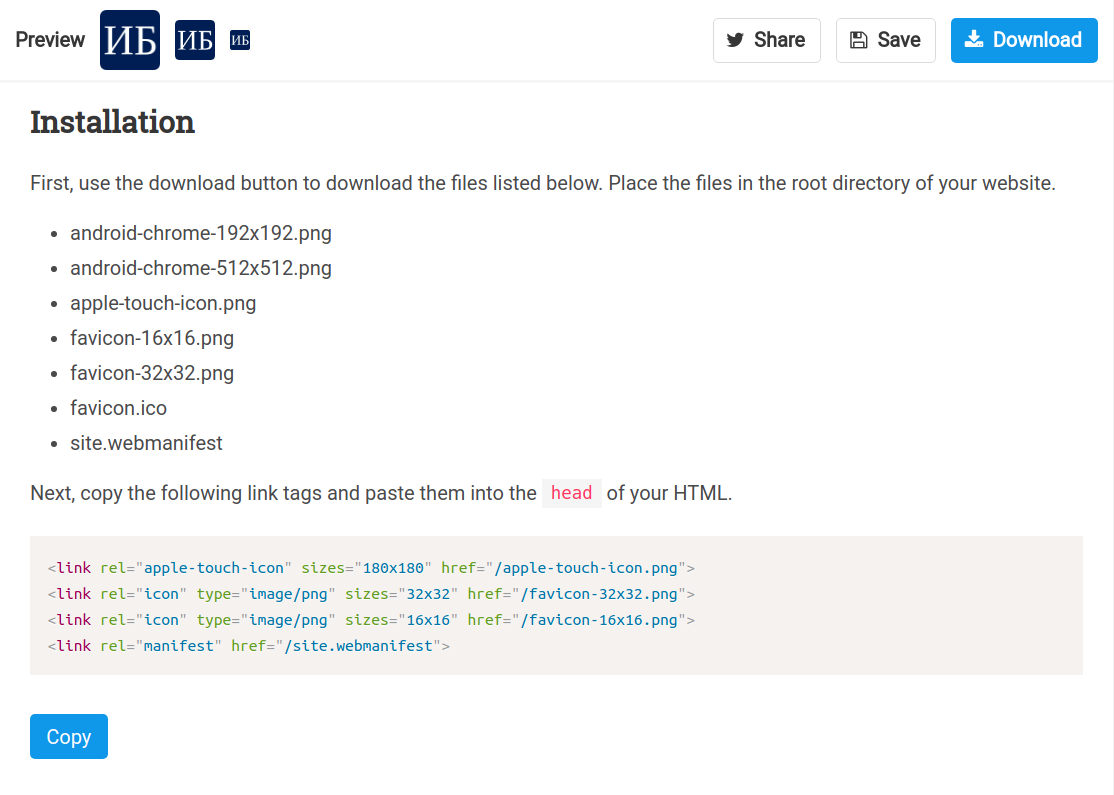 Preview ИБ ИБ ИБ Share Save Download
Installation
First, use the download button to download the files listed below. Place the files in the root directory of your website.
• android-chrome-192x192.png
• android-chrome-512x512.png
• apple-touch-icon.png
• favicon-16x16.png
• favicon-32x32.png
• favicon.ico
• site.webmanifest
Next, copy the following link tags and paste them into the head of your HTML.
<link rel="apple-touch-icon" sizes="180x180" href="/apple-touch-icon.png">
<link rel="icon" type="image/png" sizes="32x32" href="/favicon-32x32.png">
<link rel="icon" type="image/png" sizes="16x16" href="/favicon-16x16.png">
<link rel="manifest" href="/site.webmanifest">
Copy